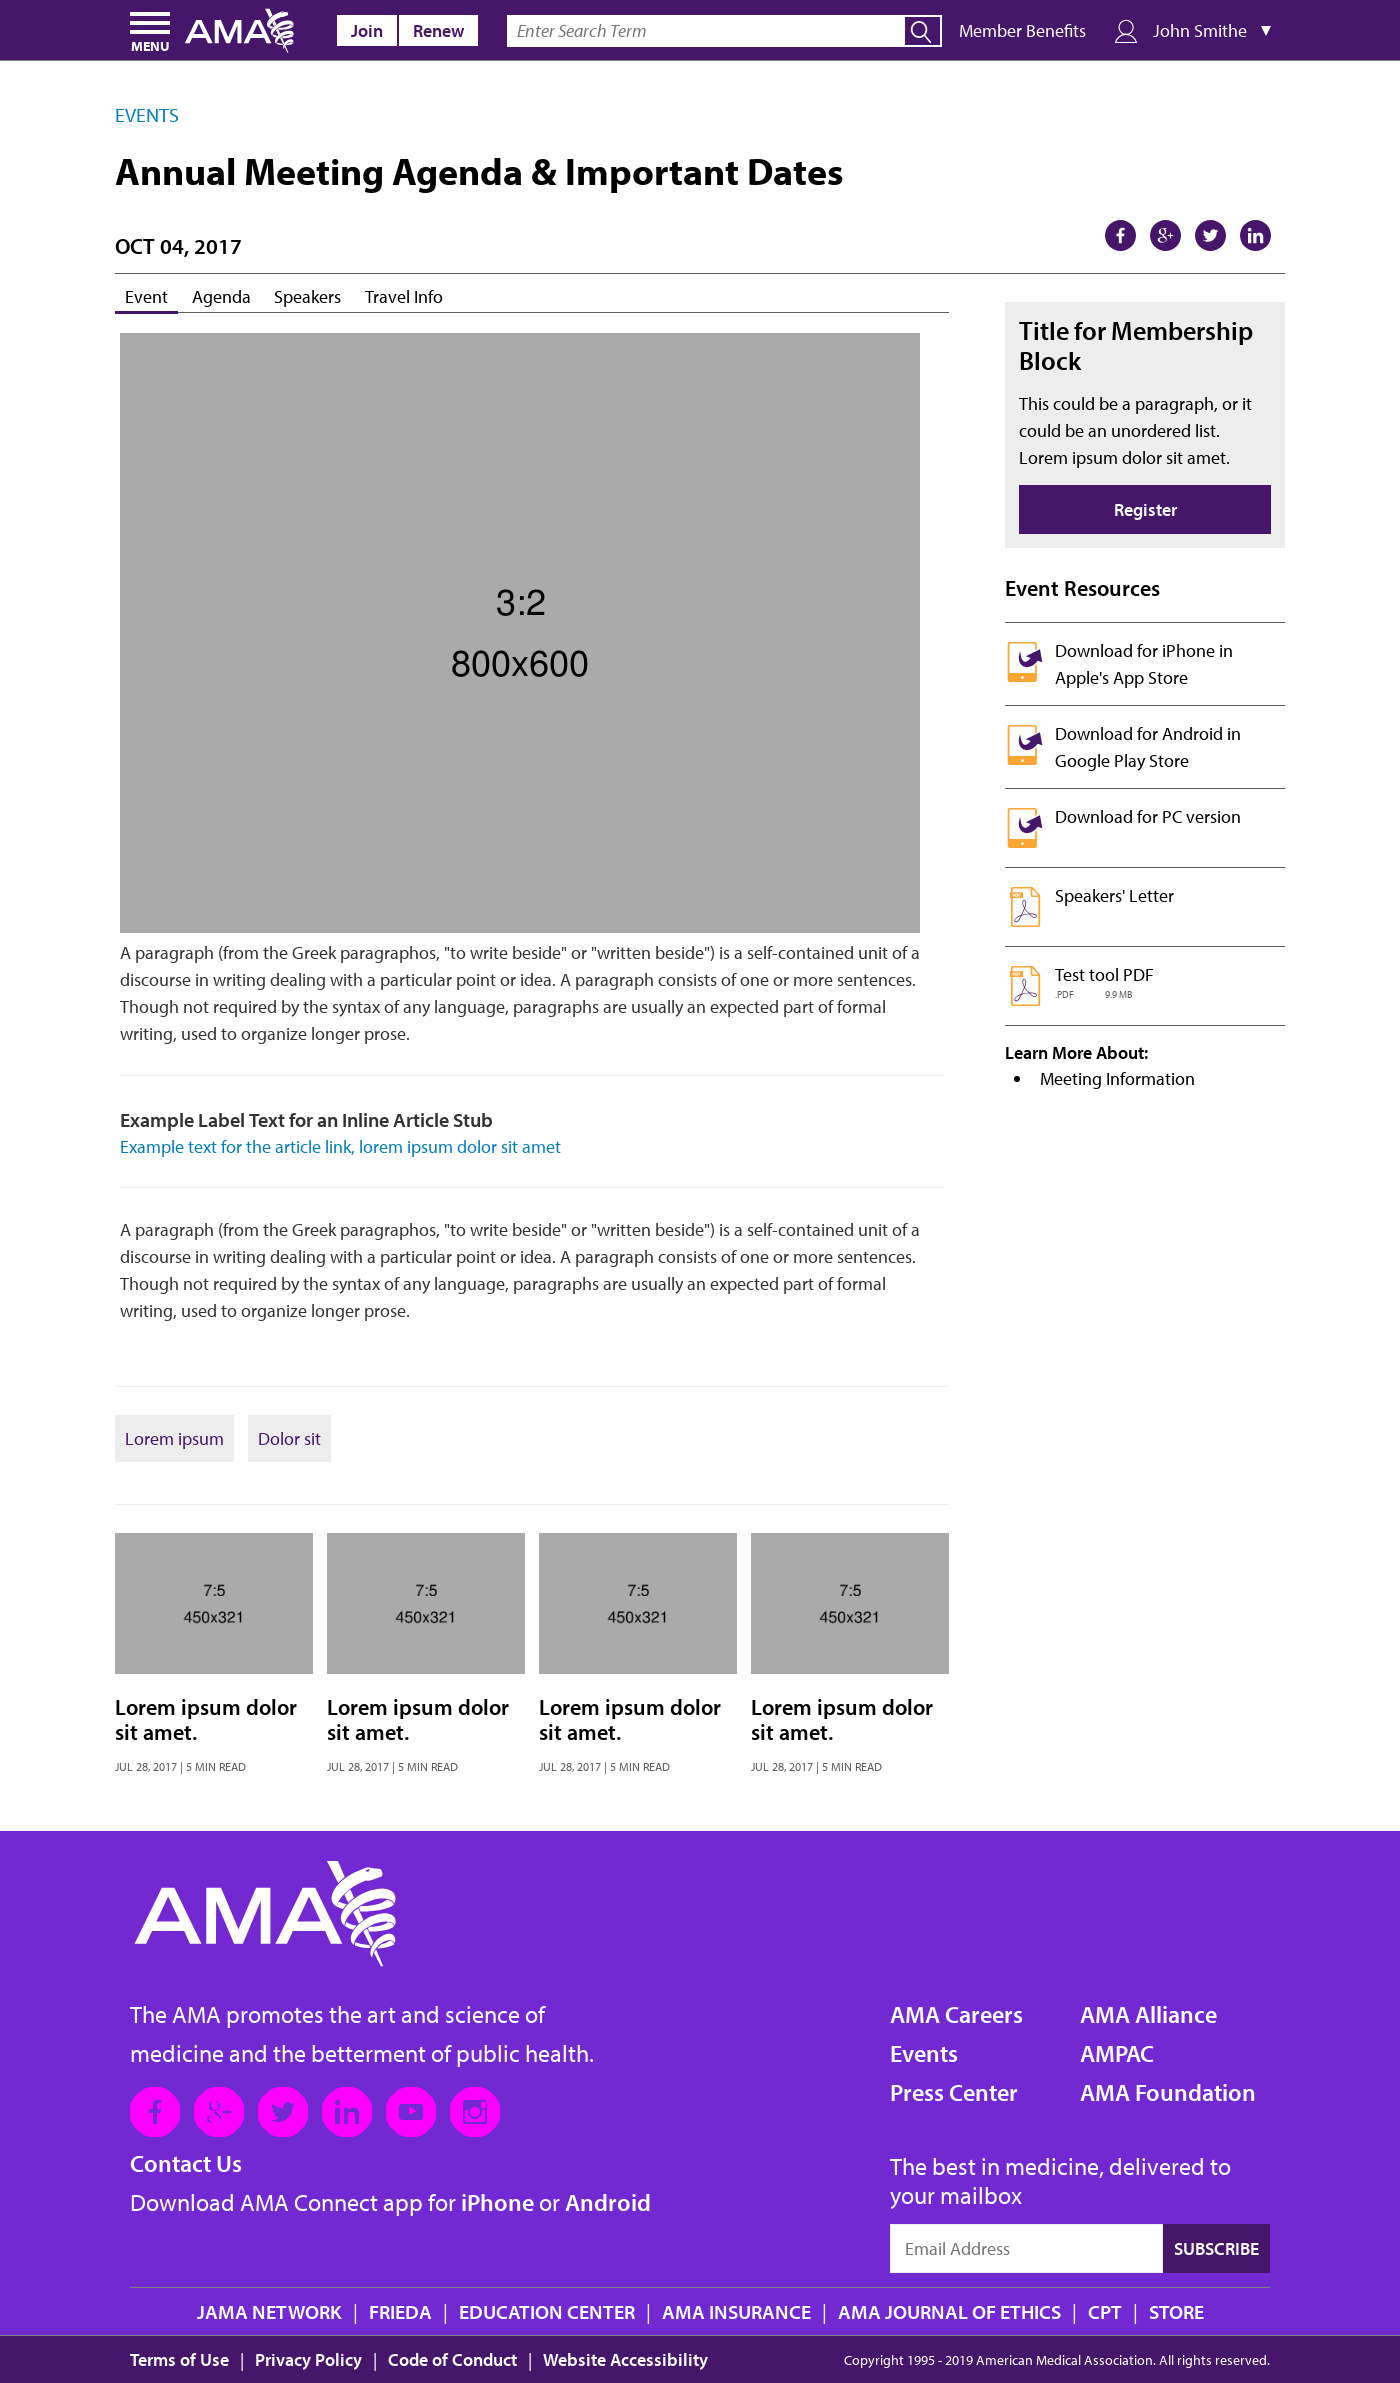 MENU
AMA
Join
Renew
Enter Search Term
Member Benefits
John Smithe
EVENTS
Annual Meeting Agenda & Important Dates
OCT 04, 2017
Event
Agenda
Speakers
Travel Info
3:2
800x600
A paragraph (from the Greek paragraphos, "to write beside" or "written beside") is a self-contained unit of a
discourse in writing dealing with a particular point or idea. A paragraph consists of one or more sentences.
Though not required by the syntax of any language, paragraphs are usually an expected part of formal
writing, used to organize longer prose.
Example Label Text for an Inline Article Stub
Example text for the article link, lorem ipsum dolor sit amet
A paragraph (from the Greek paragraphos, "to write beside" or "written beside") is a self-contained unit of a
discourse in writing dealing with a particular point or idea. A paragraph consists of one or more sentences.
Though not required by the syntax of any language, paragraphs are usually an expected part of formal
writing, used to organize longer prose.
Lorem ipsum
Dolor sit
Title for Membership
Block
This could be a paragraph, or it
could be an unordered list.
Lorem ipsum dolor sit amet.
Register
Event Resources
Download for iPhone in
Apple's App Store
Download for Android in
Google Play Store
Download for PC version
Speakers' Letter
Test tool PDF
.PDF 9.9 MB
Learn More About:
• Meeting Information
7:5
450x321
Lorem ipsum dolor
sit amet.
JUL 28, 2017 | 5 MIN READ
7:5
450x321
Lorem ipsum dolor
sit amet.
JUL 28, 2017 | 5 MIN READ
7:5
450x321
Lorem ipsum dolor
sit amet.
JUL 28, 2017 | 5 MIN READ
7:5
450x321
Lorem ipsum dolor
sit amet.
JUL 28, 2017 | 5 MIN READ
AMA
The AMA promotes the art and science of
medicine and the betterment of public health.
Contact Us
Download AMA Connect app for iPhone or Android
AMA Careers
Events
Press Center
AMA Alliance
AMPAC
AMA Foundation
The best in medicine, delivered to
your mailbox
Email Address
SUBSCRIBE
JAMA NETWORK | FRIEDA | EDUCATION CENTER | AMA INSURANCE | AMA JOURNAL OF ETHICS | CPT | STORE
Terms of Use | Privacy Policy | Code of Conduct | Website Accessibility
Copyright 1995 - 2019 American Medical Association. All rights reserved.